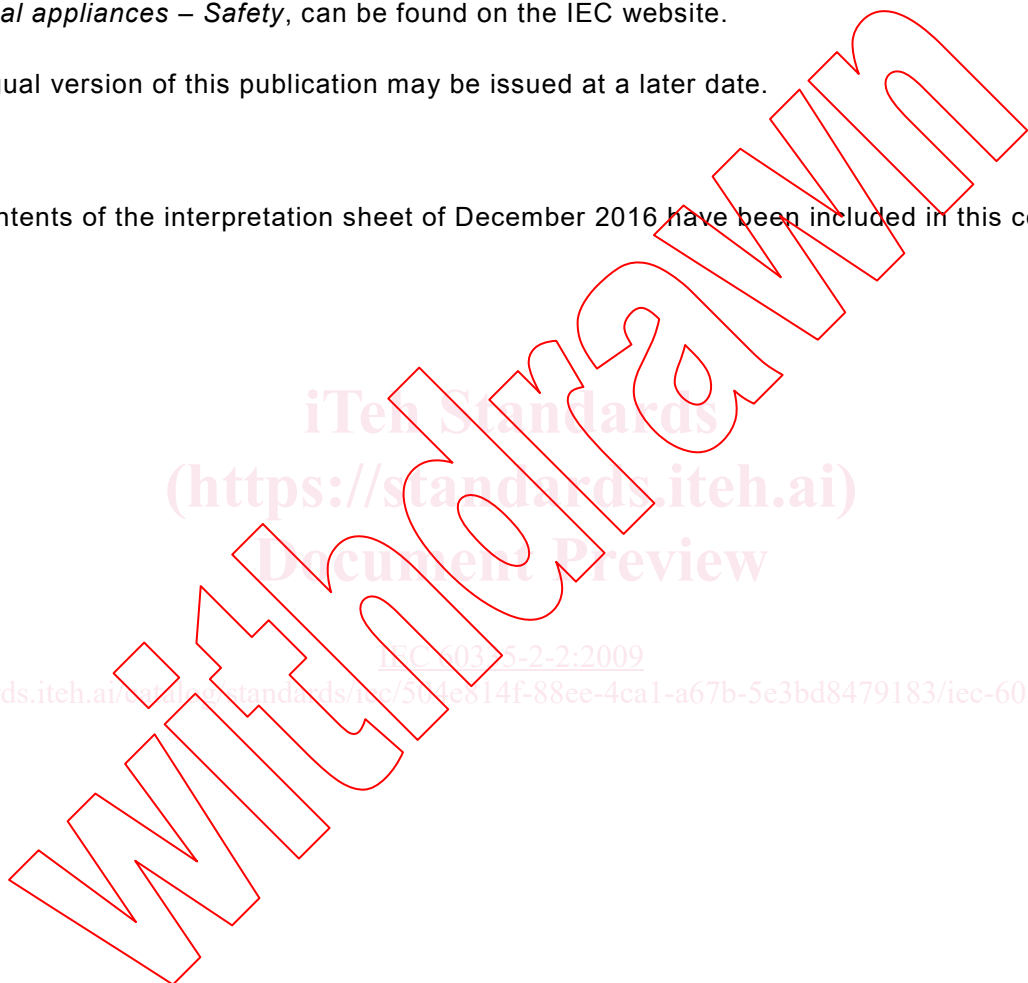 al appliances – Safety, can be found on the IEC website.
gual version of this publication may be issued at a later date.
ntents of the interpretation sheet of December 2016 have been included in this
iTeh Standards
(https://standards.iteh.ai)
Document Preview
IEC 60335-2-2:2009
ds.iteh.ai/catalog/standards/iec/504e814f-88ee-4ca1-a67b-5e3bd8479183/iec-60
withdrawn